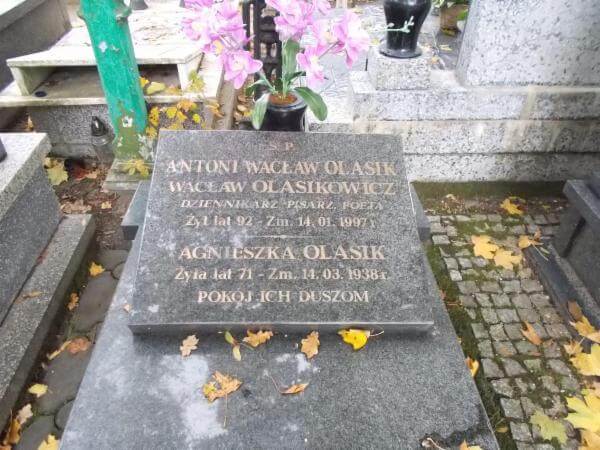 Ś.P.
ANTONI WACŁAW OLASIK
WACŁAW OLASIKOWICZ
DZIENNIKARZ PISARZ, POETA
Żył lat 92 - Zm. 14.01.1997 r.
AGNIESZKA OLASIK
Żyła lat 71 - Zm. 14.03.1938 r.
POKÓJ ICH DUSZOM